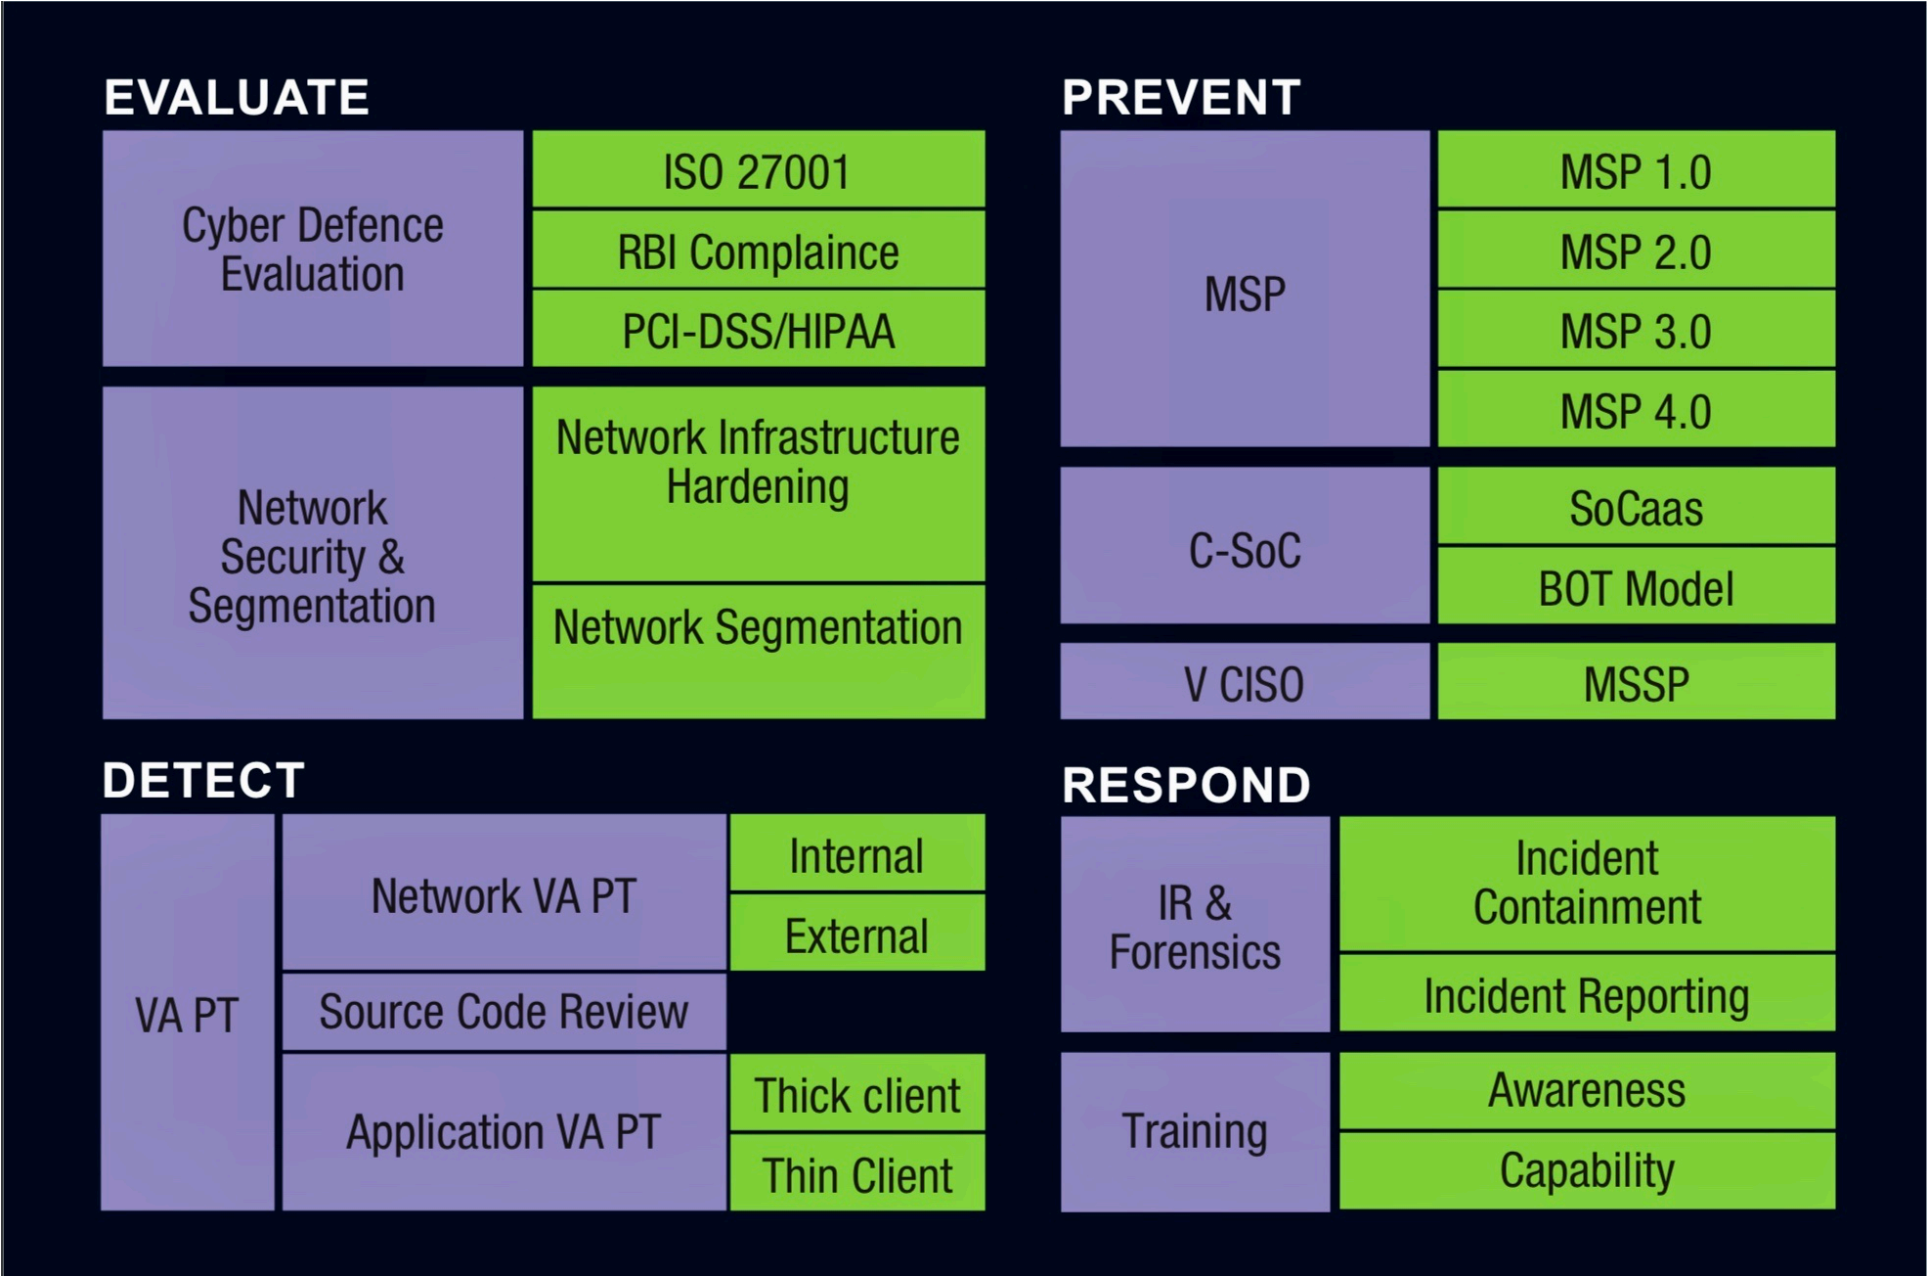 EVALUATE
Cyber Defence
Evaluation
ISO 27001
RBI Complaince
PCI-DSS/HIPAA
Network
Security &
Segmentation
Network Infrastructure
Hardening
Network Segmentation
PREVENT
MSP
MSP 1.0
MSP 2.0
MSP 3.0
MSP 4.0
C-SoC
SoCaas
BOT Model
V CISO
MSSP
DETECT
VA PT
Network VA PT
Internal
External
Source Code Review
Application VA PT
Thick client
Thin Client
RESPOND
IR &
Forensics
Incident
Containment
Incident Reporting
Training
Awareness
Capability